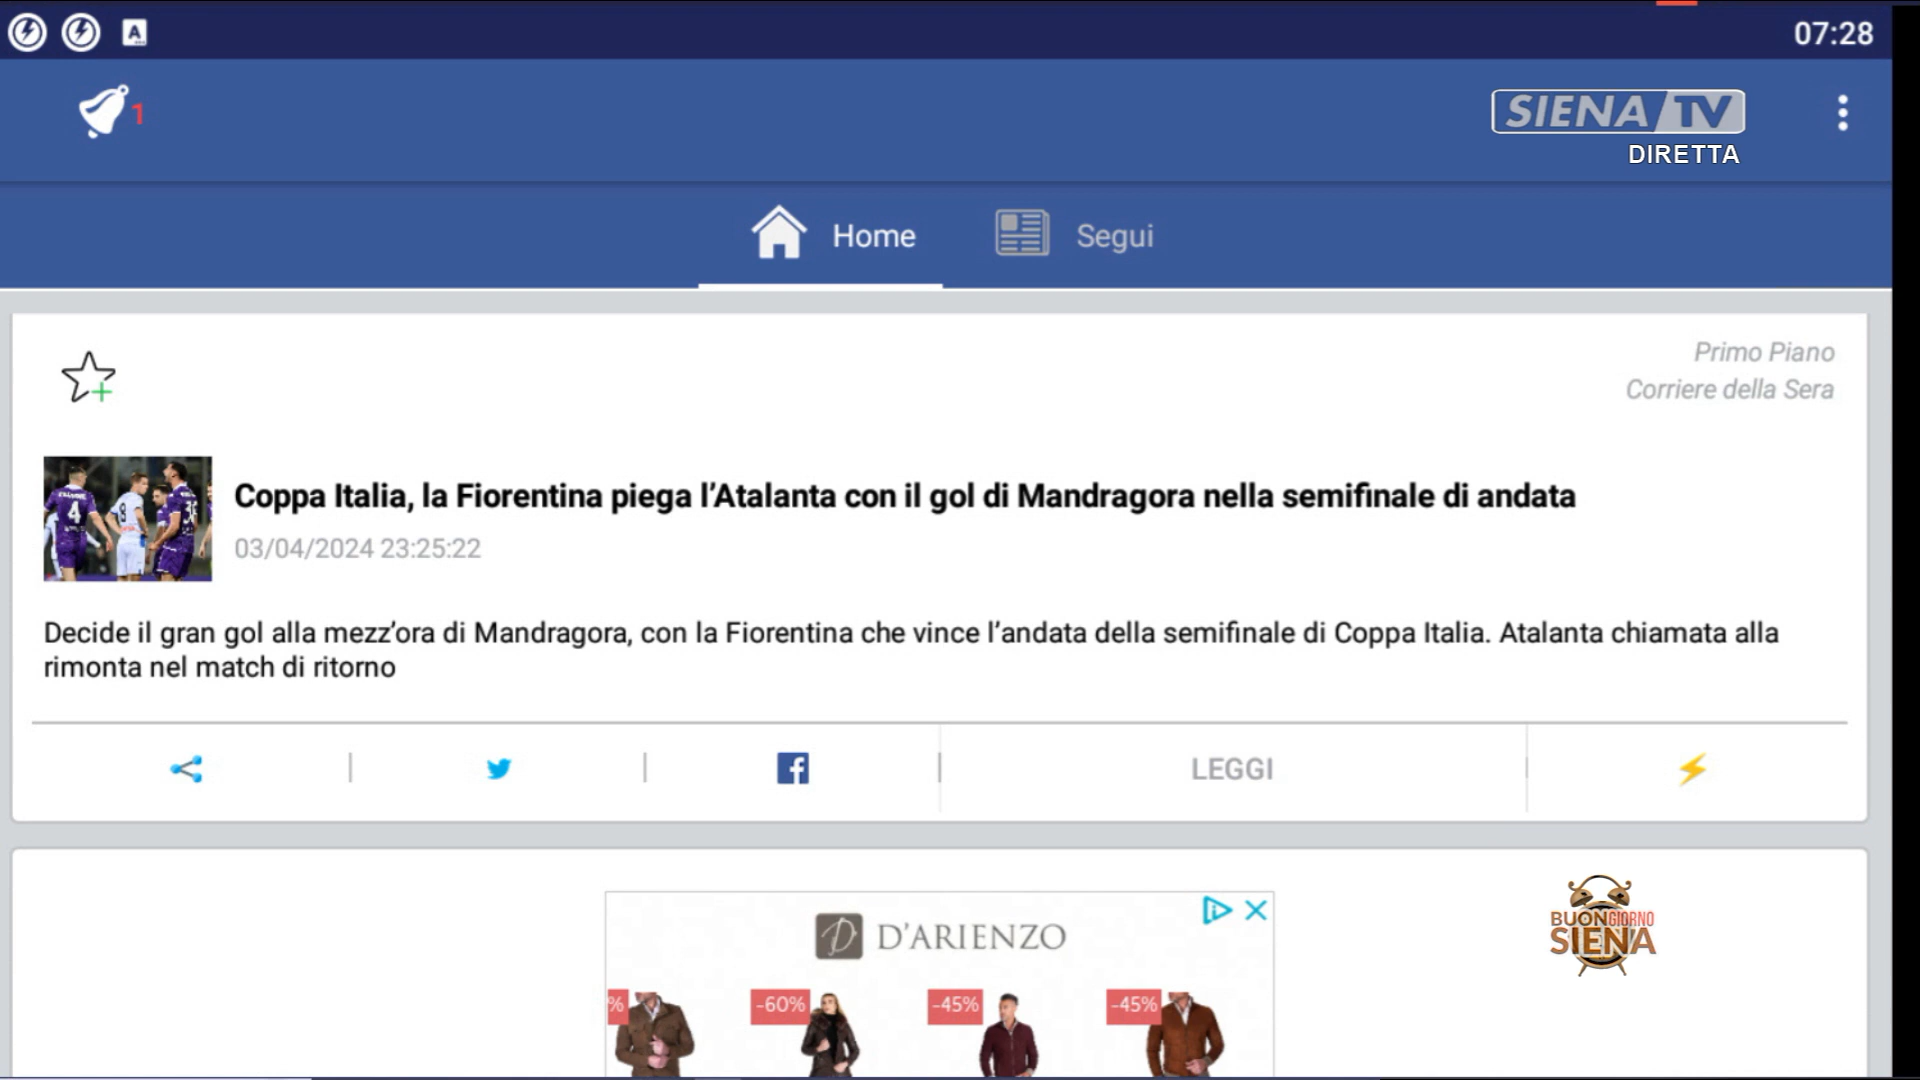 A
07:28
1
SIENA TV
DIRETTA
Home
Segui
Primo Piano
Corriere della Sera
Coppa Italia, la Fiorentina piega l'Atalanta con il gol di Mandragora nella semifinale di andata
03/04/2024 23:25:22
Decide il gran gol alla mezz'ora di Mandragora, con la Fiorentina che vince l'andata della semifinale di Coppa Italia. Atalanta chiamata alla
rimonta nel match di ritorno
LEGGI
D D'ARIENZO
BUONGIORNO
SIENA
%
-60%
-45%
-45%